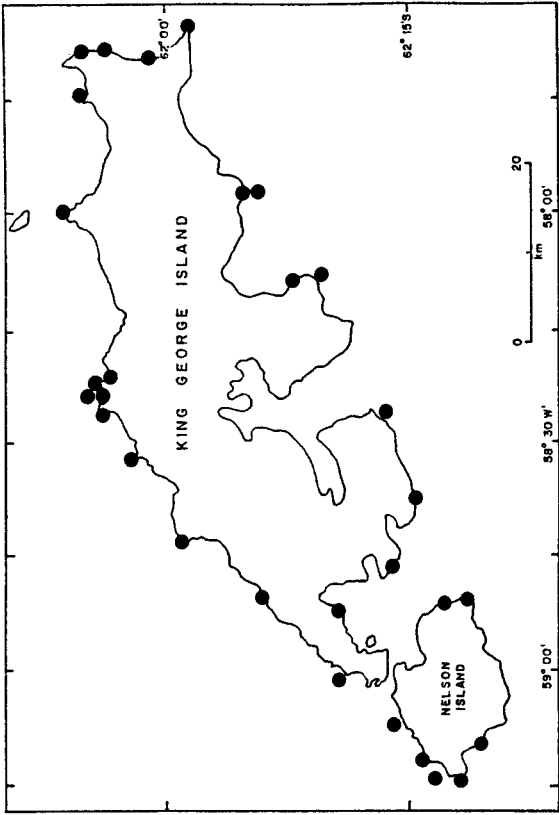 62° 00'
62° 15'S
KING GEORGE ISLAND
NELSON
ISLAND
0 20
km
58° 00'
58° 30' W
59° 00'